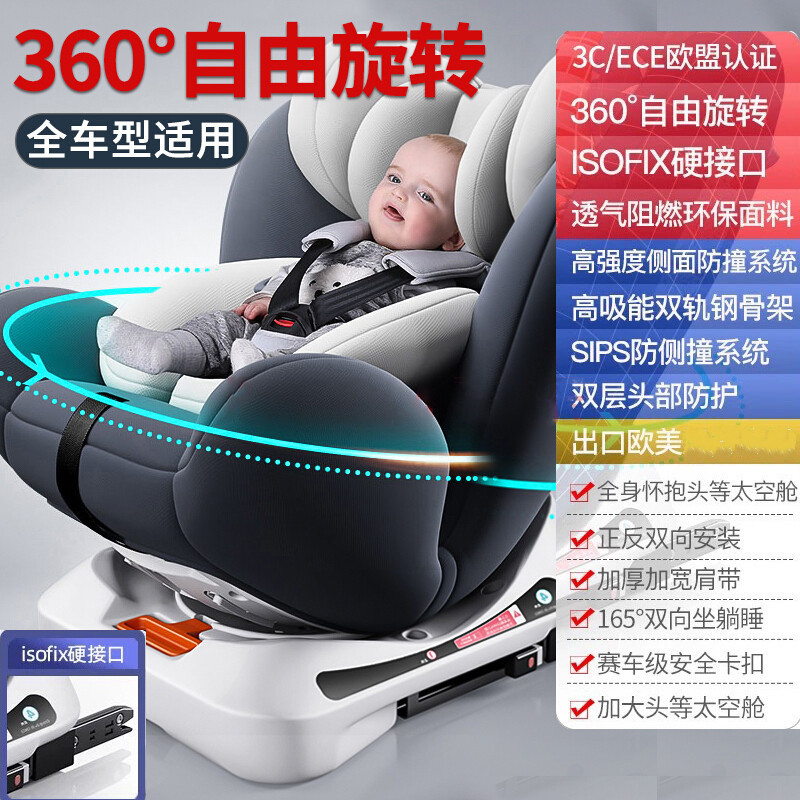 360°自由旋转
全车型适用
3C/ECE欧盟认证
360°自由旋转
ISOFIX硬接口
透气阻燃环保面料
高强度侧面防撞系统
高吸能双轨钢骨架
SIPS防侧撞系统
双层头部防护
出口欧美
全身怀抱头等太空舱
正反双向安装
加厚加宽肩带
165°双向坐躺睡
赛车级安全卡扣
加大头等太空舱
isofix硬接口